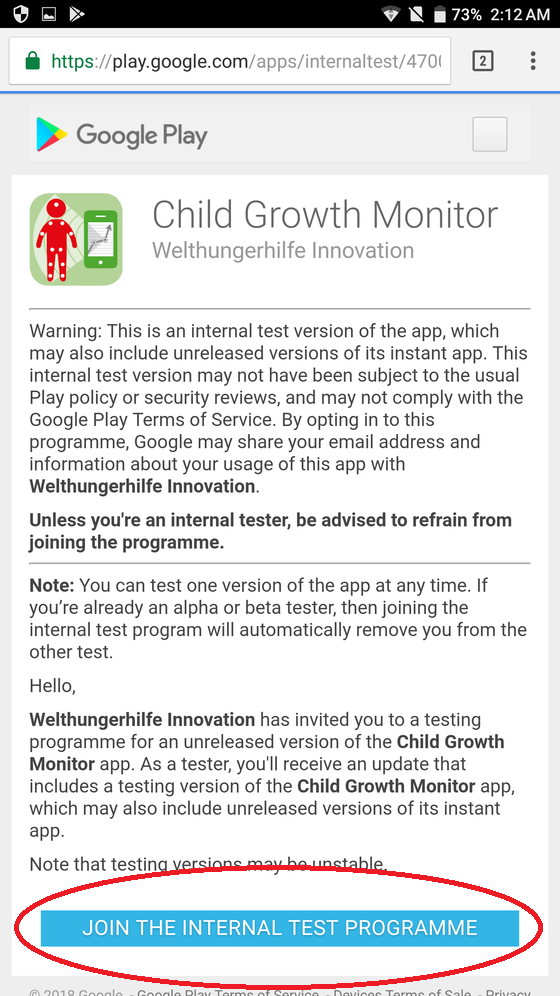 73% 2:12 AM
https://play.google.com/apps/internaltest/470
2
Google Play
Child Growth Monitor
Welthungerhilfe Innovation
Warning: This is an internal test version of the app, which
may also include unreleased versions of its instant app. This
internal test version may not have been subject to the usual
Play policy or security reviews, and may not comply with the
Google Play Terms of Service. By opting in to this
programme, Google may share your email address and
information about your usage of this app with
Welthungerhilfe Innovation.
Unless you're an internal tester, be advised to refrain from
joining the programme.
Note: You can test one version of the app at any time. If
you’re already an alpha or beta tester, then joining the
internal test program will automatically remove you from the
other test.
Hello,
Welthungerhilfe Innovation has invited you to a testing
programme for an unreleased version of the Child Growth
Monitor app. As a tester, you'll receive an update that
includes a testing version of the Child Growth Monitor app,
which may also include unreleased versions of its instant
app.
Note that testing versions may be unstable.
JOIN THE INTERNAL TEST PROGRAMME
© 2018 Google - Google Play Terms of Service - Devices Terms of Sale - Privacy